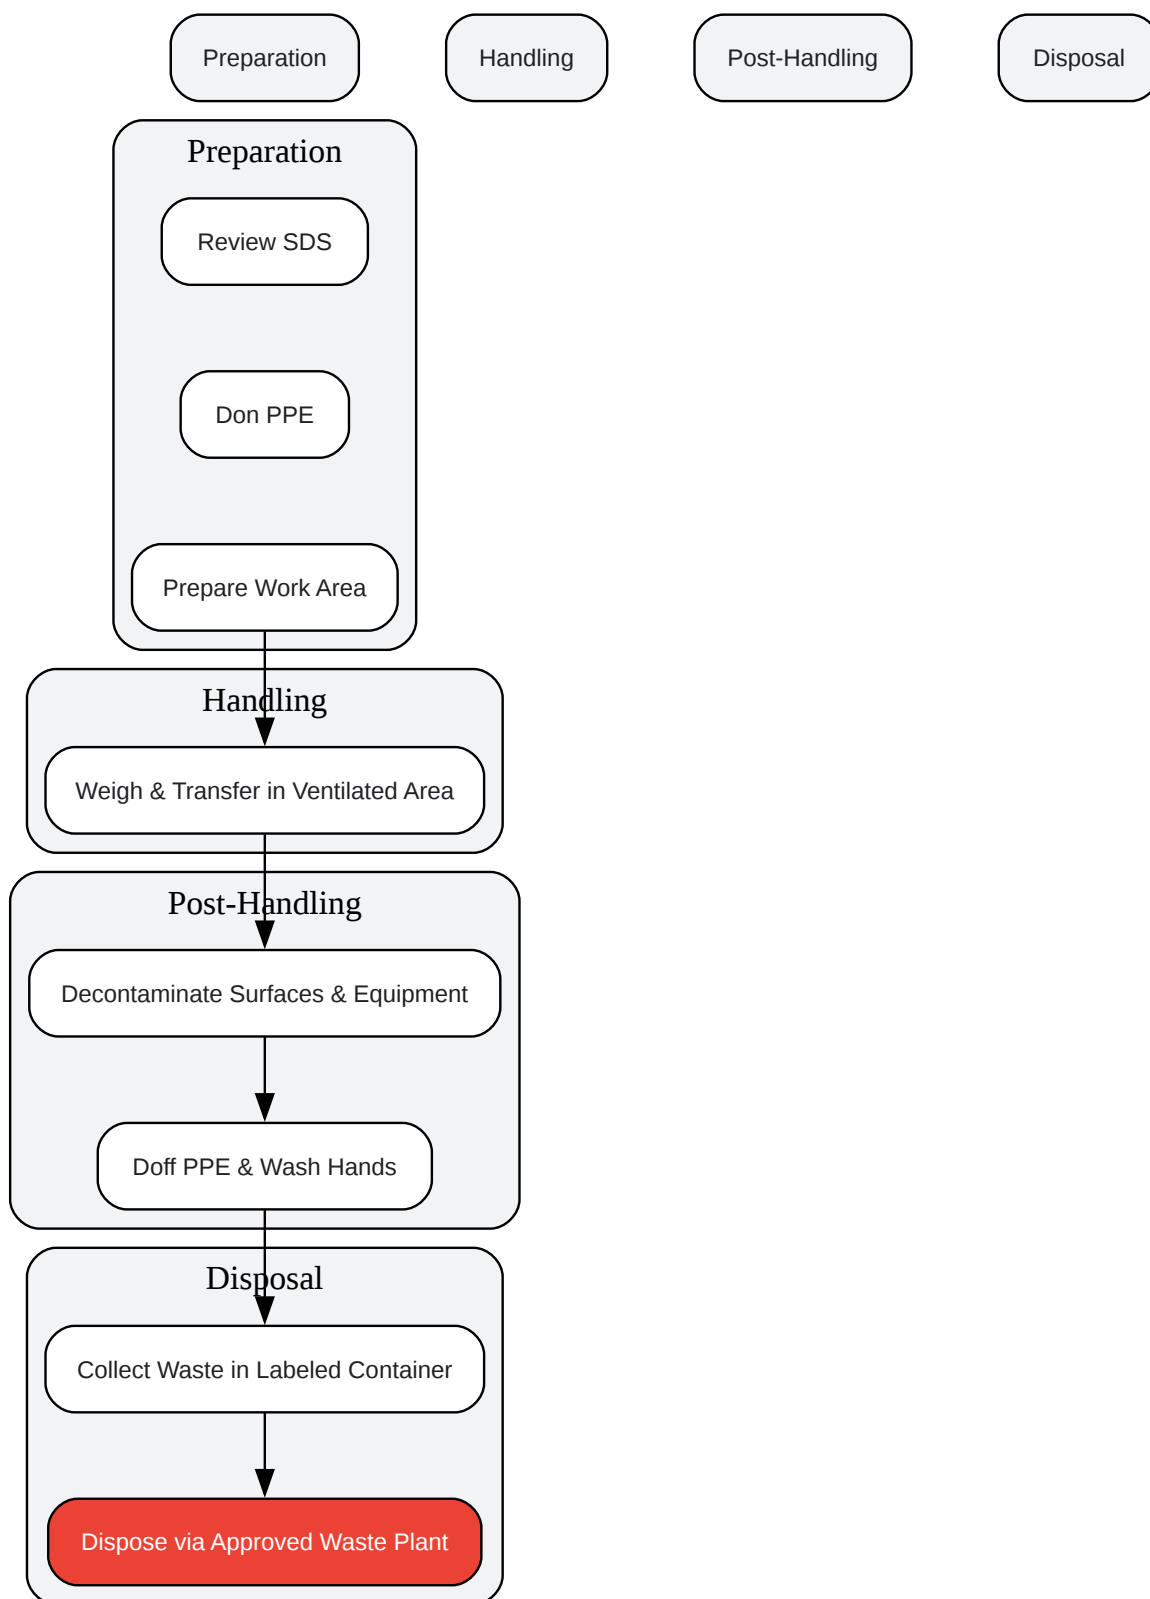 Preparation
Handling
Post-Handling
Disposal
Preparation
Review SDS
Don PPE
Prepare Work Area
Handling
Weigh & Transfer in Ventilated Area
Post-Handling
Decontaminate Surfaces & Equipment
Doff PPE & Wash Hands
Disposal
Collect Waste in Labeled Container
Dispose via Approved Waste Plant